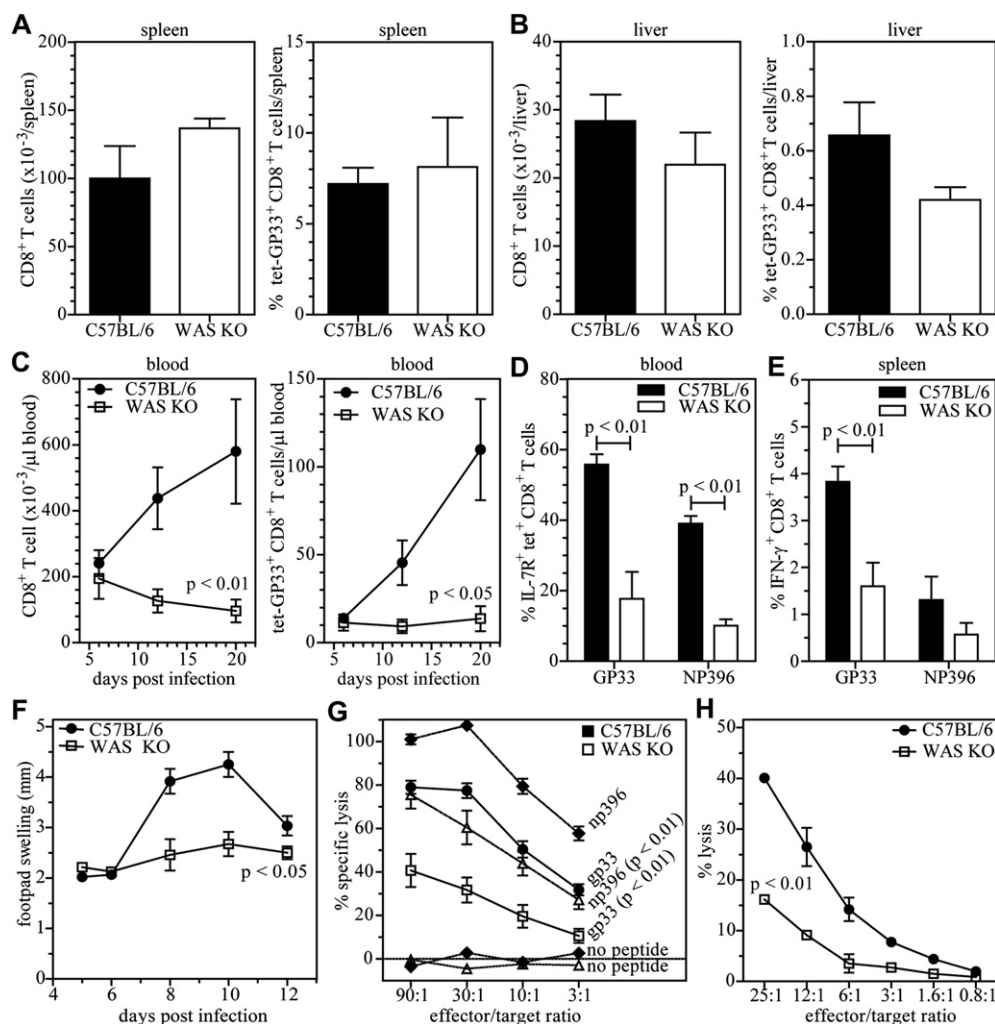 A
spleen
CD8⁺ T cells (x10⁻³/spleen)
200
150
100
50
0
C57BL/6 WAS KO
spleen
% tet-GP33⁺ CD8⁺ T cells/spleen
15
10
5
0
C57BL/6 WAS KO
B
liver
CD8⁺ T cells (x10⁻³/liver)
40
30
20
10
0
C57BL/6 WAS KO
liver
% tet-GP33⁺ CD8⁺ T cells/liver
1.0
0.8
0.6
0.4
0.2
0
C57BL/6 WAS KO
C
blood
CD8⁺ T cell (x10⁻³/µl blood)
800
600
400
200
0
C57BL/6
WAS KO
p < 0.01
5 10 15 20
days post infection
blood
tet-GP33⁺ CD8⁺ T cells/µl blood
150
100
50
0
C57BL/6
WAS KO
p < 0.05
5 10 15 20
days post infection
D
blood
% IL-7R⁺ tet⁺ CD8⁺ T cells
80
60
40
20
0
C57BL/6
WAS KO
p < 0.01
p < 0.01
GP33 NP396
E
spleen
% IFN-γ⁺ CD8⁺ T cells
6
5
4
3
2
1
0
C57BL/6
WAS KO
p < 0.01
GP33 NP396
F
footpad swelling (mm)
5
4
3
2
1
0
C57BL/6
WAS KO
p < 0.05
4 6 8 10 12
days post infection
G
% specific lysis
100
80
60
40
20
0
C57BL/6
WAS KO
np396
gp33
np396 (p < 0.01)
gp33 (p < 0.01)
no peptide
no peptide
90:1 30:1 10:1 3:1
effector/target ratio
H
% lysis
50
40
30
20
10
0
C57BL/6
WAS KO
p < 0.01
25:1 12:1 6:1 3:1 1.6:1 0.8:1
effector/target ratio